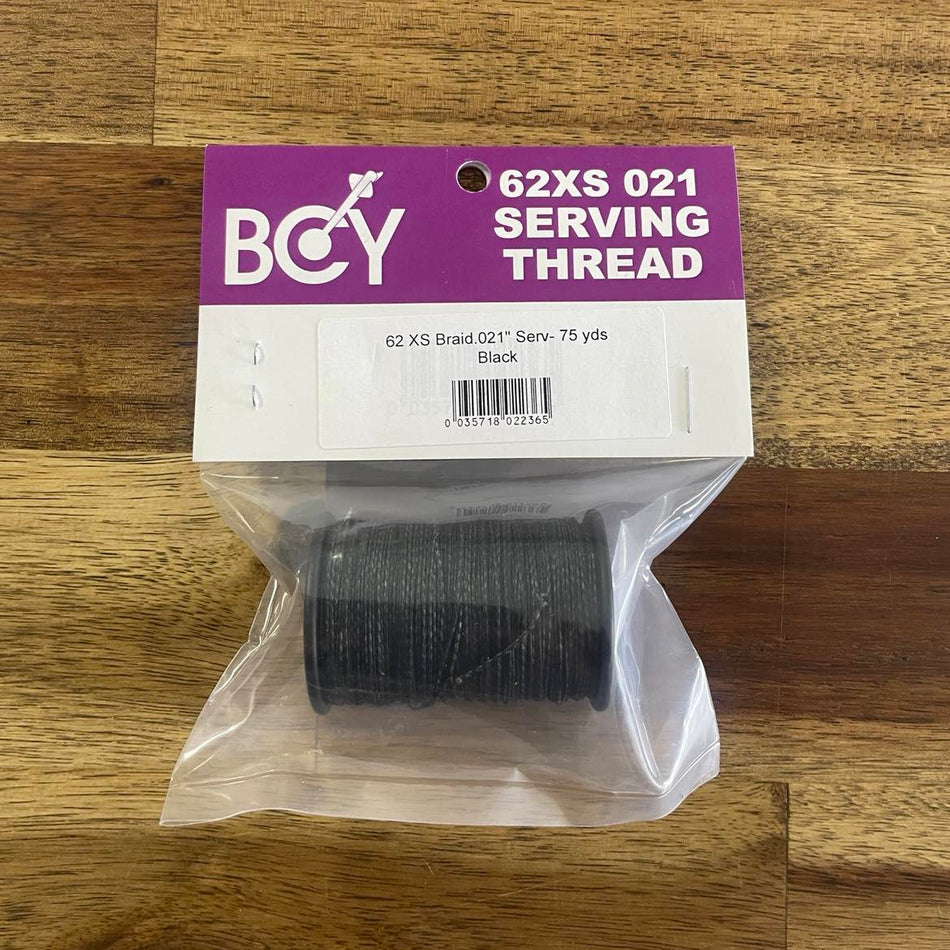 BCY
62XS 021
SERVING
THREAD
62 XS Braid.021" Serv- 75 yds
Black
0 035718 022365